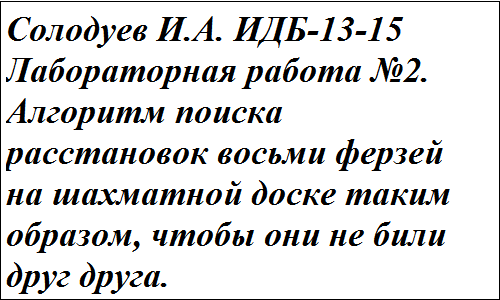 Солодуев И.А. ИДБ-13-15
Лабораторная работа №2.
Алгоритм поиска
расстановок восьми ферзей
на шахматной доске таким
образом, чтобы они не били
друг друга.